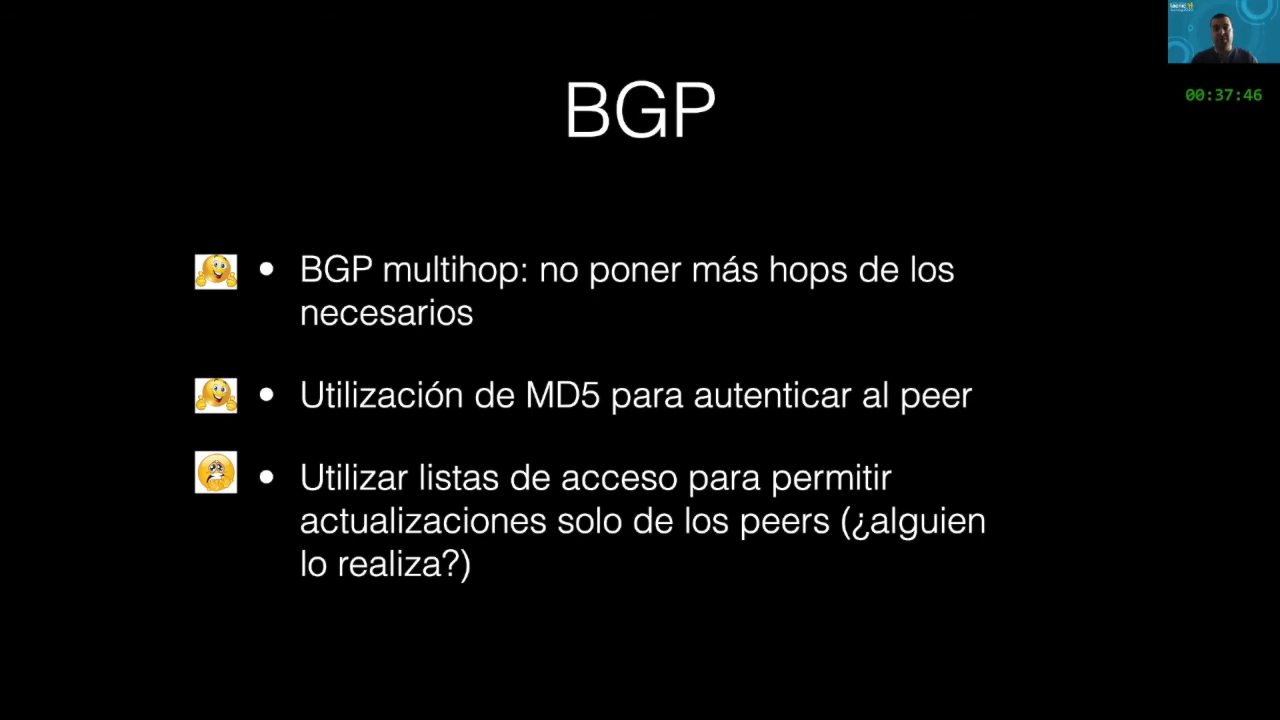 BGP
00:37:46
• BGP multihop: no poner más hops de los
necesarios
• Utilización de MD5 para autenticar al peer
• Utilizar listas de acceso para permitir
actualizaciones solo de los peers (¿alguien
lo realiza?)